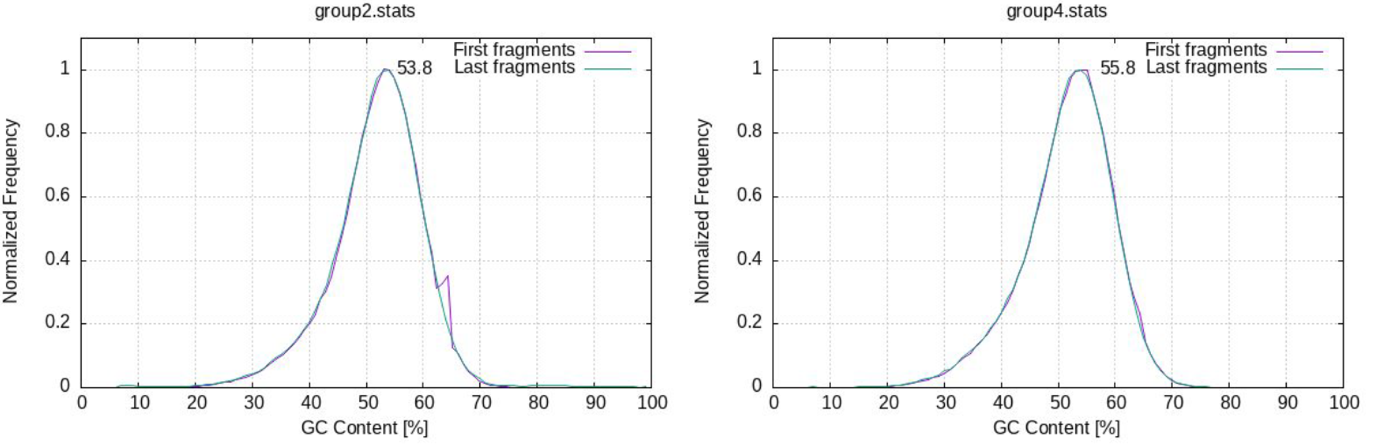 group2.stats
First fragments
53.8 Last fragments
Normalized Frequency
1
0.8
0.6
0.4
0.2
0
0 10 20 30 40 50 60 70 80 90 100
GC Content [%]
group4.stats
First fragments
55.8 Last fragments
Normalized Frequency
1
0.8
0.6
0.4
0.2
0
0 10 20 30 40 50 60 70 80 90 100
GC Content [%]